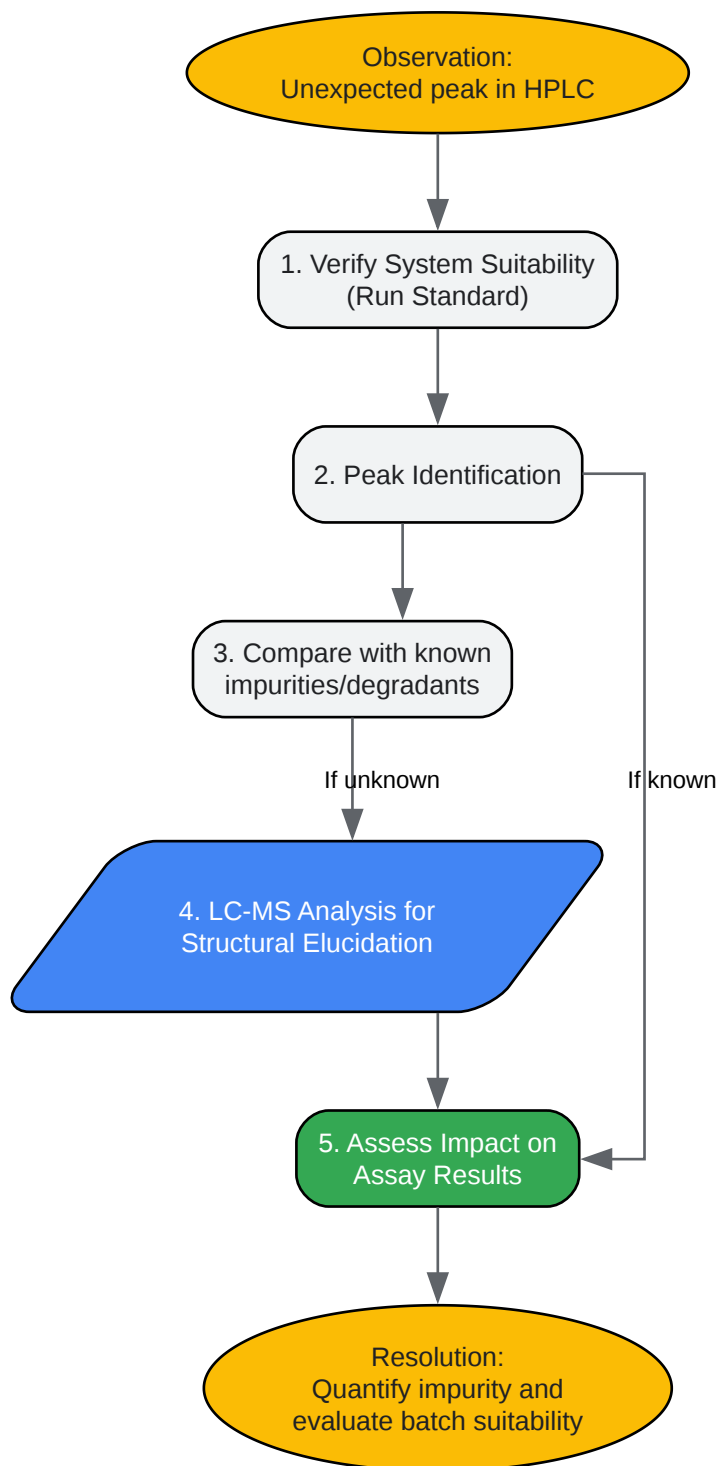 Observation:
Unexpected peak in HPLC
1. Verify System Suitability
(Run Standard)
2. Peak Identification
3. Compare with known
impurities/degradants
If unknown
If known
4. LC-MS Analysis for
Structural Elucidation
5. Assess Impact on
Assay Results
Resolution:
Quantify impurity and
evaluate batch suitability